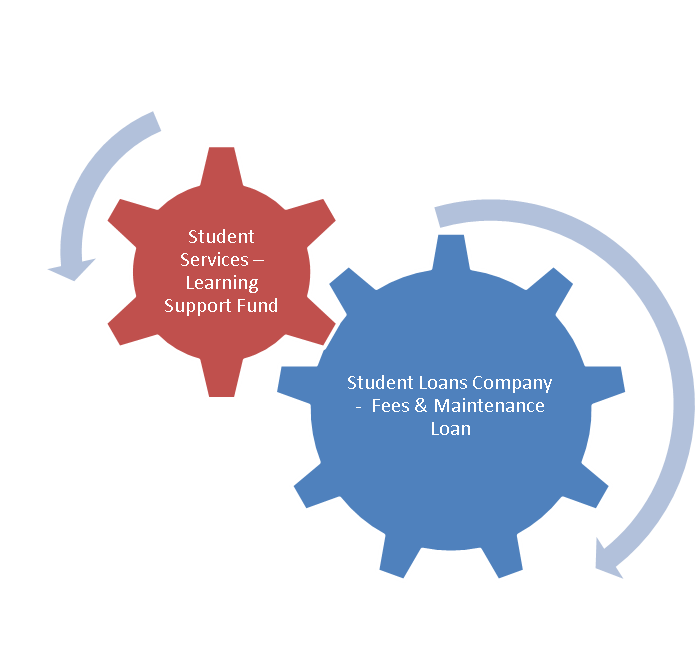 Student
Services –
Learning
Support Fund
Student Loans Company
- Fees & Maintenance
Loan